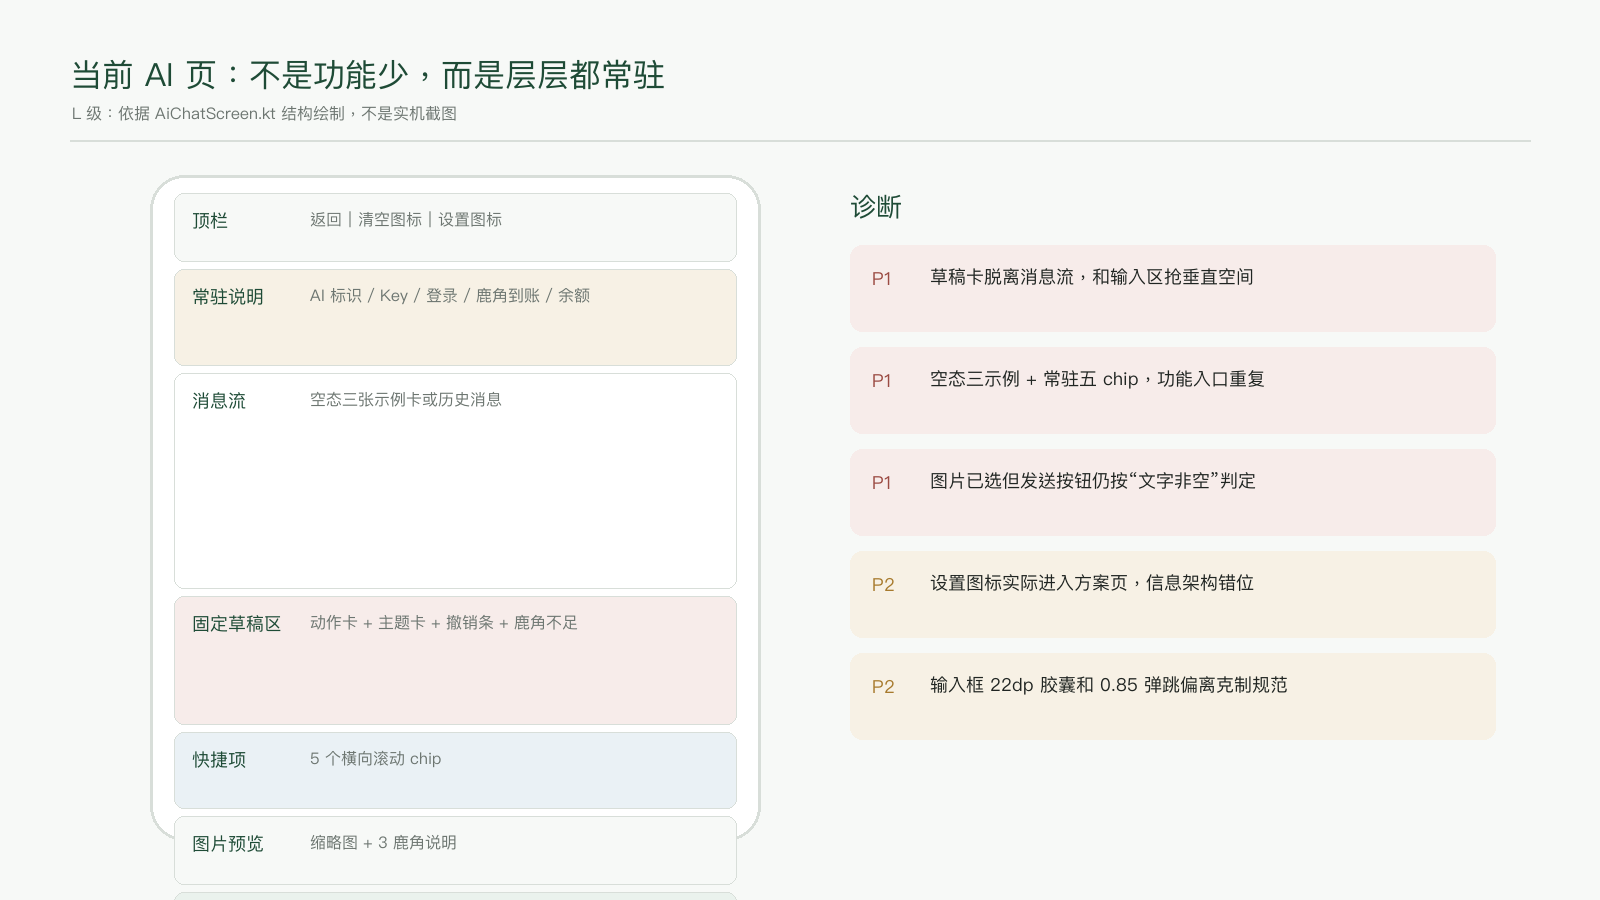 当前 AI 页：不是功能少，而是层层都常驻
L 级：依据 AiChatScreen.kt 结构绘制，不是实机截图
顶栏 返回｜清空图标｜设置图标
常驻说明 AI 标识 / Key / 登录 / 鹿角到账 / 余额
消息流 空态三张示例卡或历史消息
固定草稿区 动作卡 + 主题卡 + 撤销条 + 鹿角不足
快捷项 5 个横向滚动 chip
图片预览 缩略图 + 3 鹿角说明
诊断
P1 草稿卡脱离消息流，和输入区抢垂直空间
P1 空态三示例 + 常驻五 chip，功能入口重复
P1 图片已选但发送按钮仍按“文字非空”判定
P2 设置图标实际进入方案页，信息架构错位
P2 输入框 22dp 胶囊和 0.85 弹跳偏离克制规范